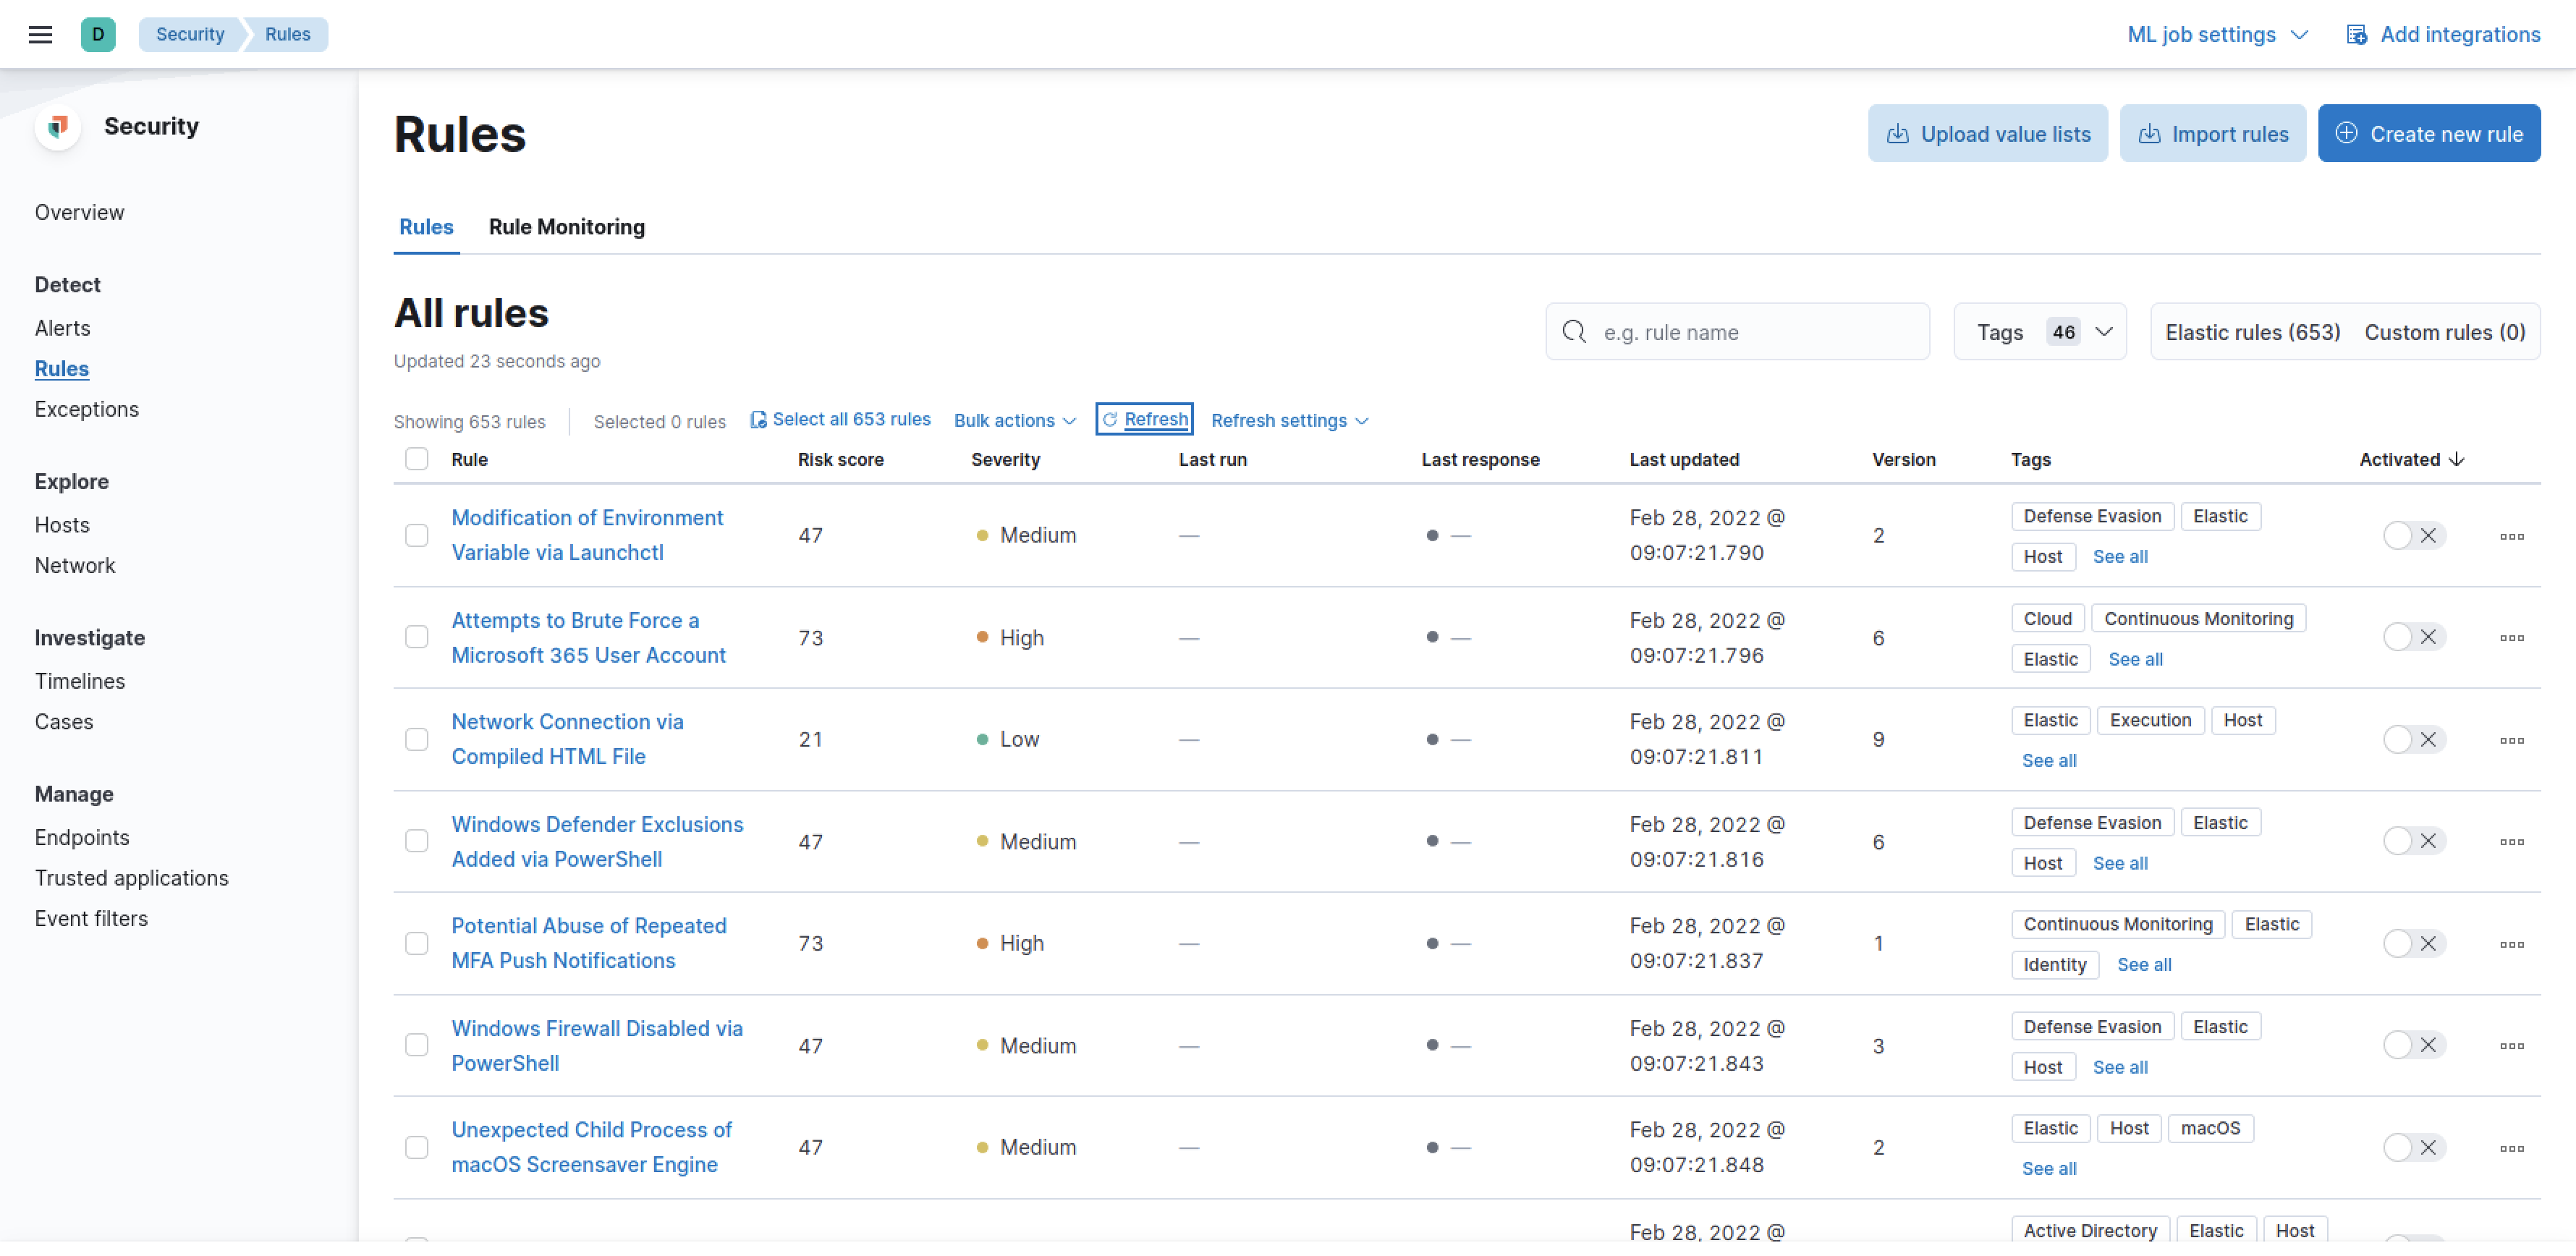 D Security Rules ML job settings Add integrations
Security
Overview
Detect
Alerts
Rules
Exceptions
Explore
Hosts
Network
Investigate
Timelines
Cases
Manage
Endpoints
Trusted applications
Event filters
Rules Upload value lists Import rules Create new rule
Rules Rule Monitoring
All rules e.g. rule name Tags 46 Elastic rules (653) Custom rules (0)
Updated 23 seconds ago
Showing 653 rules Selected 0 rules Select all 653 rules Bulk actions Refresh Refresh settings
Rule Risk score Severity Last run Last response Last updated Version Tags Activated
Modification of Environment
Variable via Launchctl
47 Medium — —
Feb 28, 2022 @
09:07:21.790
2
Defense Evasion Elastic
Host See all
Attempts to Brute Force a
Microsoft 365 User Account
73 High — —
Feb 28, 2022 @
09:07:21.796
6
Cloud Continuous Monitoring
Elastic See all
Network Connection via
Compiled HTML File
21 Low — —
Feb 28, 2022 @
09:07:21.811
9
Elastic Execution Host
See all
Windows Defender Exclusions
Added via PowerShell
47 Medium — —
Feb 28, 2022 @
09:07:21.816
6
Defense Evasion Elastic
Host See all
Potential Abuse of Repeated
MFA Push Notifications
73 High — —
Feb 28, 2022 @
09:07:21.837
1
Continuous Monitoring Elastic
Identity See all
Windows Firewall Disabled via
PowerShell
47 Medium — —
Feb 28, 2022 @
09:07:21.843
3
Defense Evasion Elastic
Host See all
Unexpected Child Process of
macOS Screensaver Engine
47 Medium — —
Feb 28, 2022 @
09:07:21.848
2
Elastic Host macOS
See all
Feb 28, 2022 @
Active Directory Elastic Host